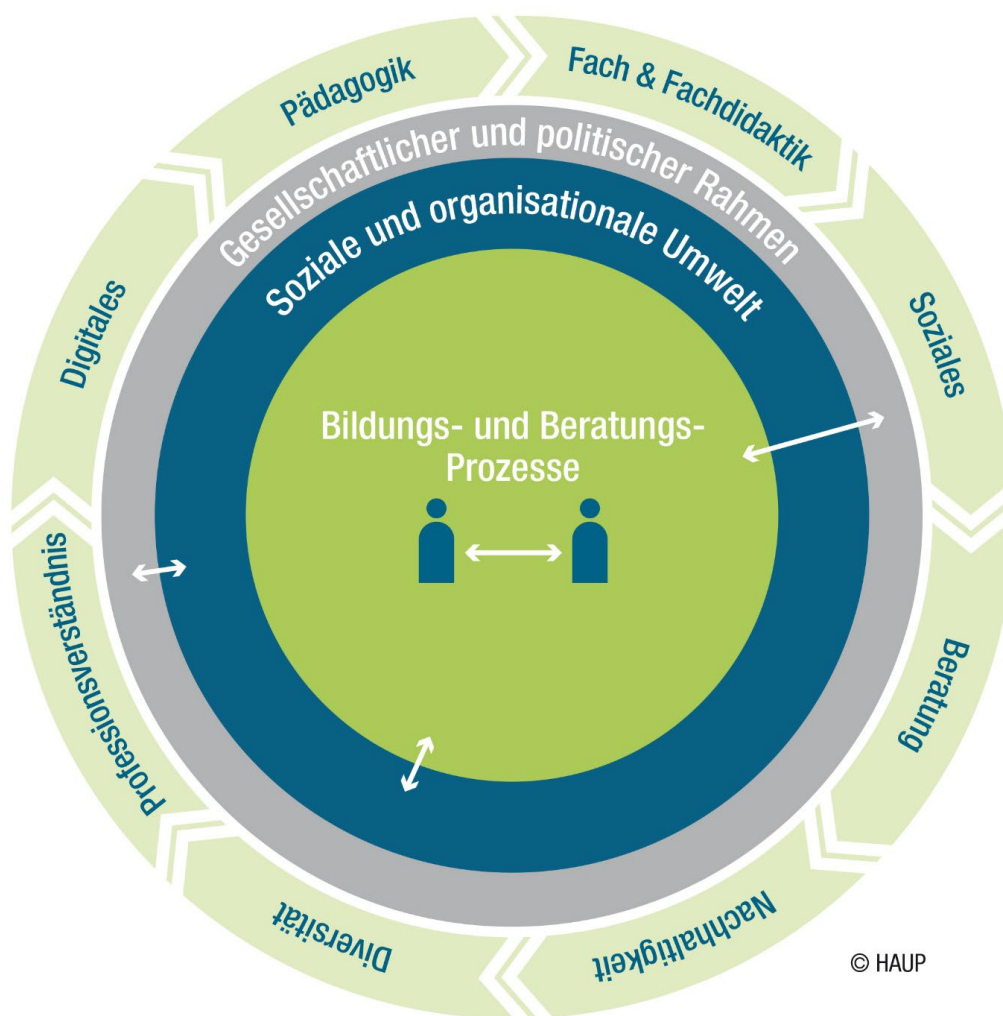 Pädagogik
Fach & Fachdidaktik
Soziales
Beratung
Nachhaltigkeit
Diversität
Professionsverständnis
Digitales
Gesellschaftlicher und politischer Rahmen
Soziale und organisationale Umwelt
Bildungs- und Beratungs-
Prozesse
© HAUP